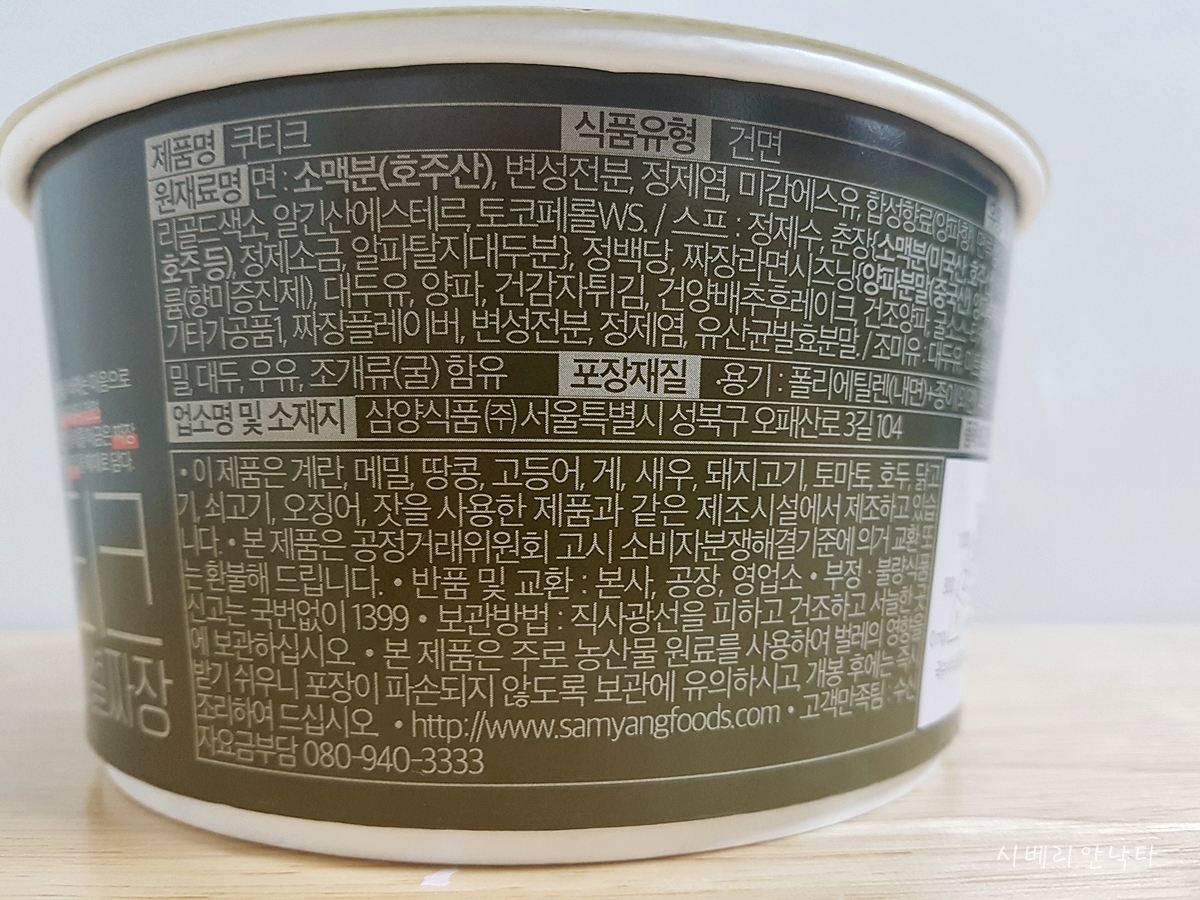 제품명 쿠티크 식품유형 건면
원재료명 면 : 소맥분(호주산), 변성전분, 정제염, 미감에스유, 합성향료(양파향,
리골드색소, 알긴산에스테르, 토코페롤WS. / 스프 : 정제수, 춘장{소맥분(미국산, 호주
호주 등), 정제소금, 알파탈지대두분}, 정백당, 짜장라면시즈닝{양파분말(중국산)
륨(향미증진제), 대두유, 양파, 건감자튀김, 건양배추후레이크, 건조양파, 굴소스
기타가공품1, 짜장플레이버, 변성전분, 정제염, 유산균발효분말. / 조미유 : 대두유,
밀, 대두, 우유, 조개류(굴) 함유 포장재질 •용기 : 폴리에틸렌(내면)+종이
업소명 및 소재지 삼양식품㈜ 서울특별시 성북구 오패산로3길 104
• 이 제품은 계란, 메밀, 땅콩, 고등어, 게, 새우, 돼지고기, 토마토, 호두, 닭고
기, 쇠고기, 오징어, 잣을 사용한 제품과 같은 제조시설에서 제조하고 있습
니다. • 본 제품은 공정거래위원회 고시 소비자분쟁해결기준에 의거 교환 또
는 환불해 드립니다. • 반품 및 교환 : 본사, 공장, 영업소 • 부정 · 불량식품
신고는 국번없이 1399 • 보관방법 : 직사광선을 피하고 건조하고 서늘한 곳
에 보관하십시오. • 본 제품은 주로 농산물 원료를 사용하여 벌레의 영향을
받기 쉬우니 포장이 파손되지 않도록 보관에 유의하시고, 개봉 후에는 즉시
조리하여 드십시오. • http://www.samyangfoods.com • 고객만족팀 : 수신
자요금부담 080-940-3333
마음으로
짜장
담다.
티크
짜장
시베리안낙타